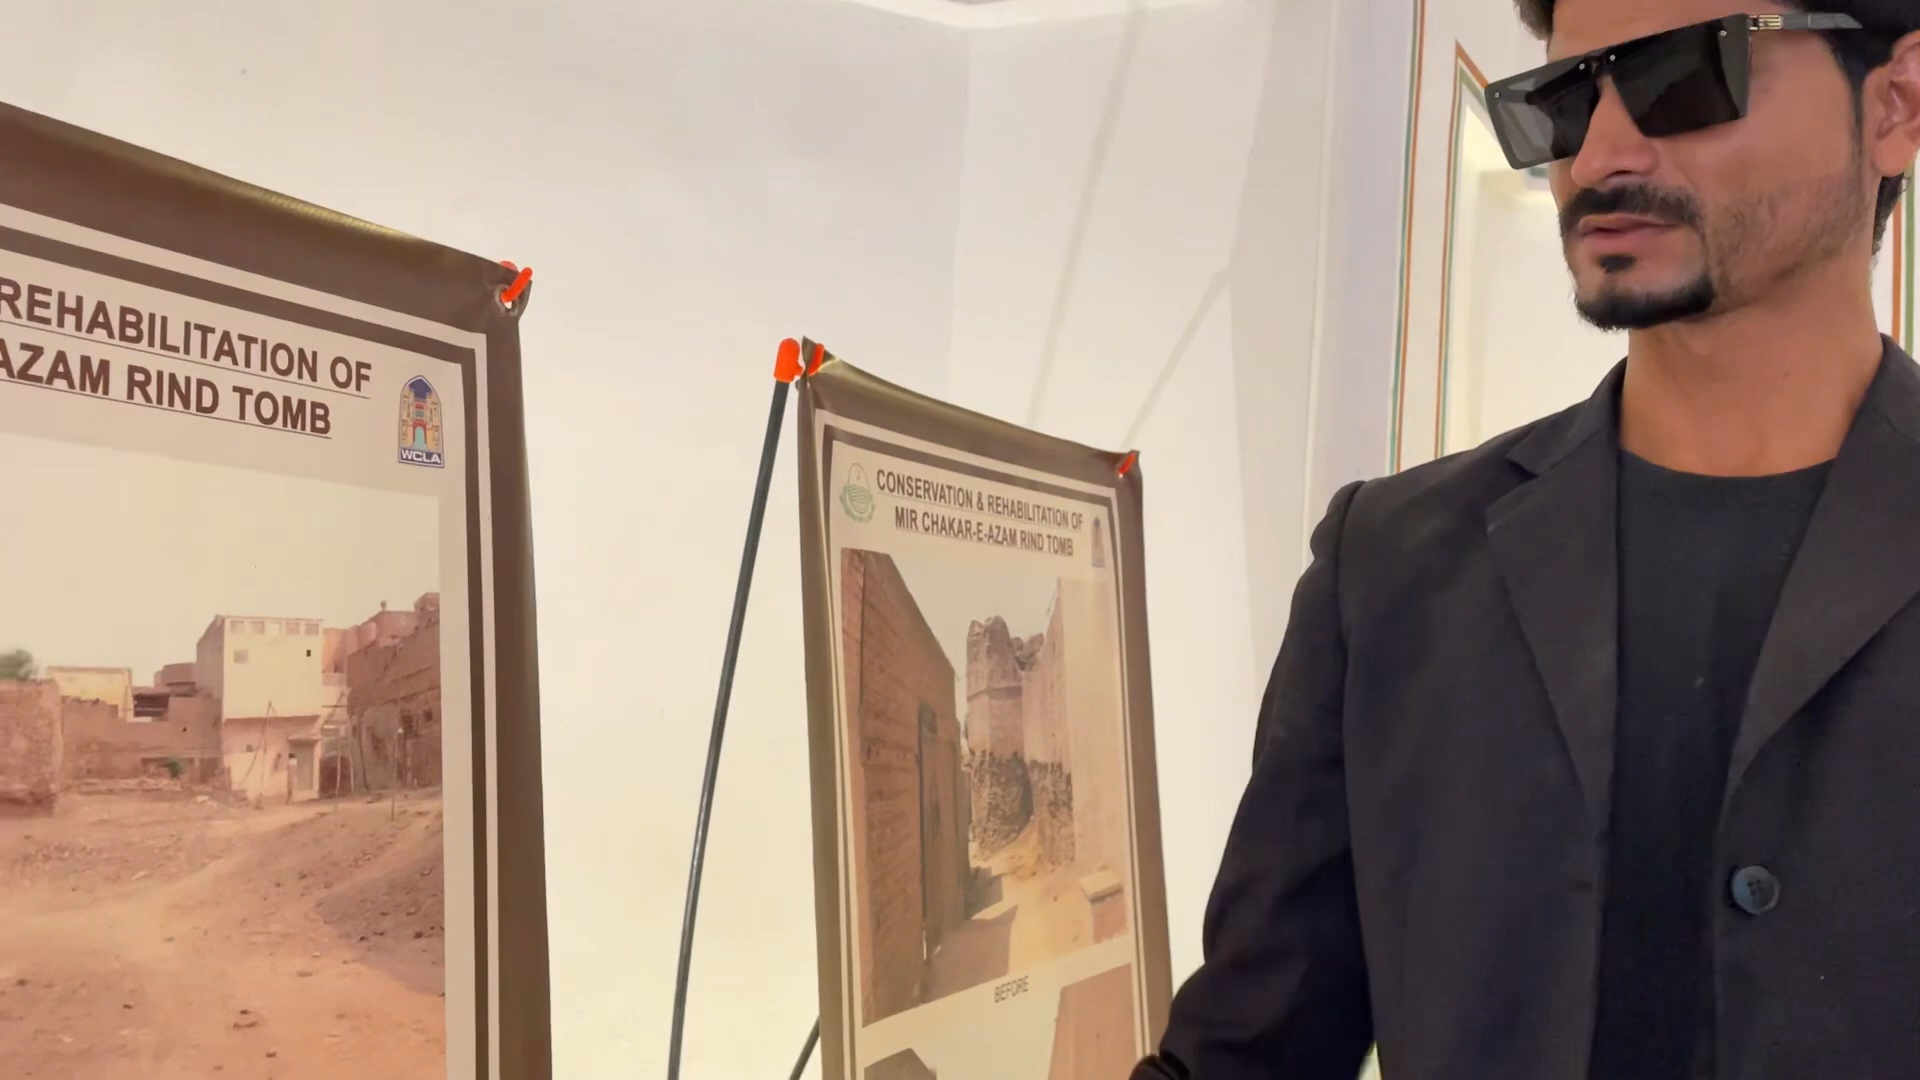 REHABILITATION OF
AZAM RIND TOMB
WCLA
CONSERVATION & REHABILITATION OF
MIR CHAKAR-E-AZAM RIND TOMB
BEFORE